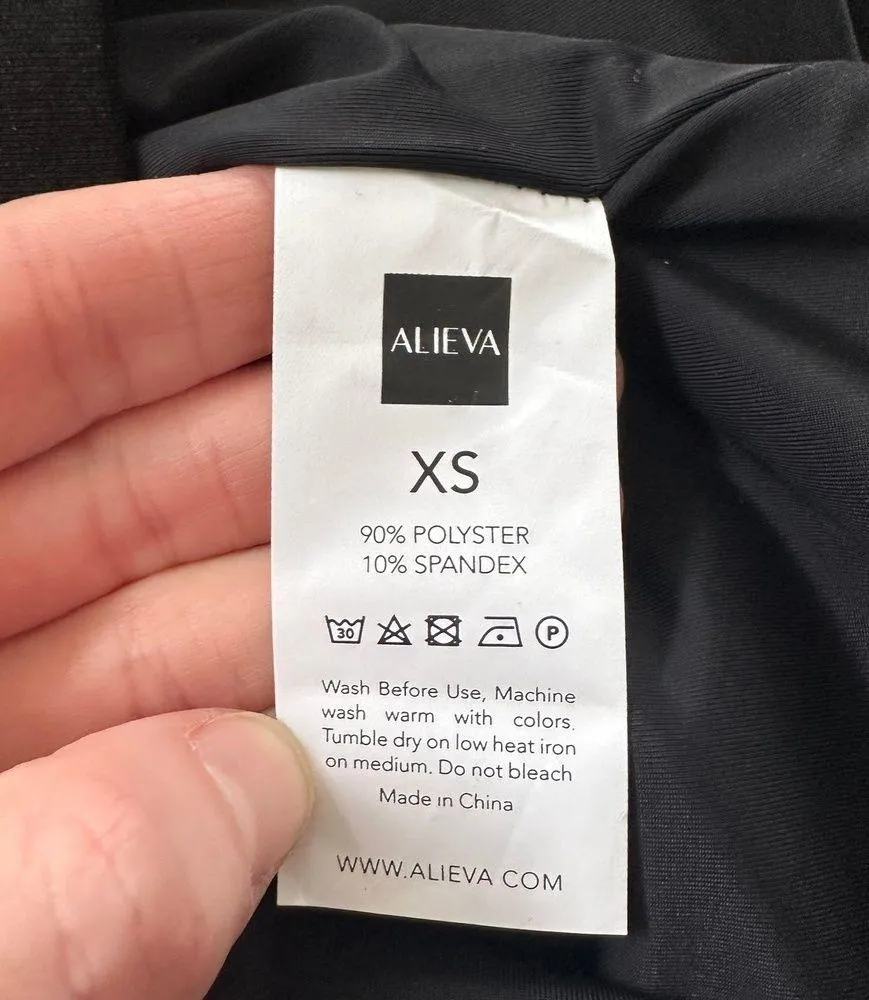 ALIEVA
XS
90% POLYSTER
10% SPANDEX
30 P
Wash Before Use, Machine
wash warm with colors.
Tumble dry on low heat iron
on medium. Do not bleach
Made in China
WWW.ALIEVA COM